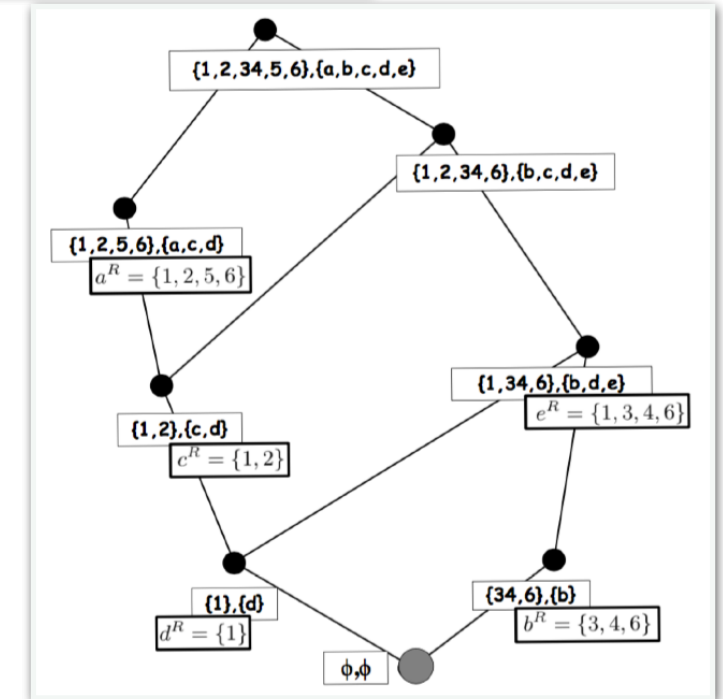 {1,2,34,5,6},{a,b,c,d,e}
{1,2,34,6},{b,c,d,e}
{1,2,5,6},{a,c,d}
a^R = {1, 2, 5, 6}
{1,34,6},{b,d,e}
e^R = {1, 3, 4, 6}
{1,2},{c,d}
c^R = {1, 2}
{34,6},{b}
{1},{d}
b^R = {3, 4, 6}
d^R = {1}
ϕ,ϕ